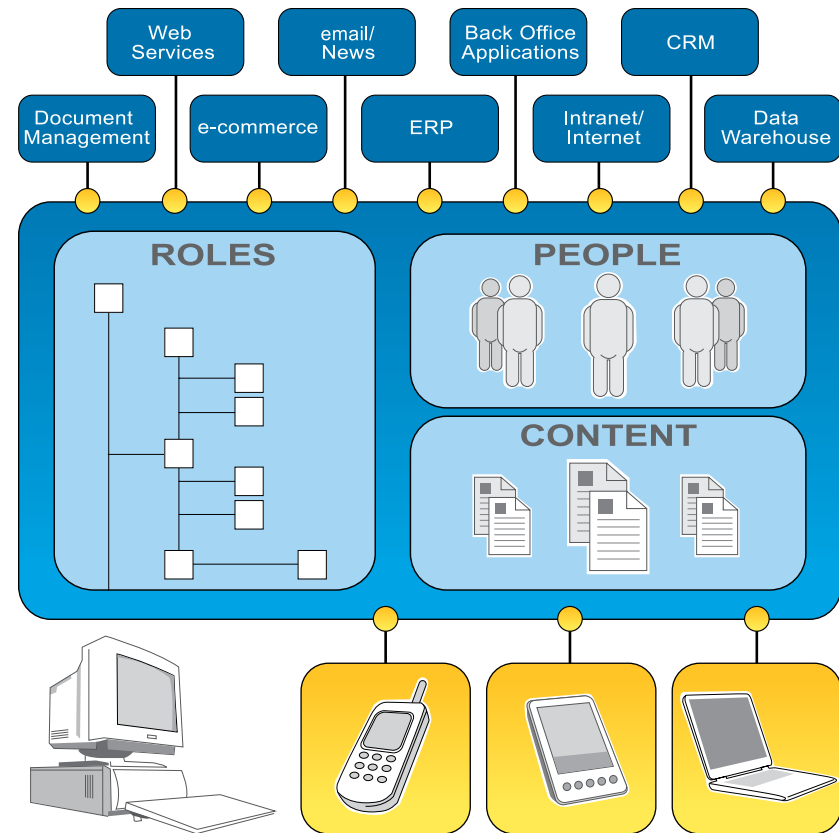 Web
Services
email/
News
Back Office
Applications
CRM
Document
Management
e-commerce
ERP
Intranet/
Internet
Data
Warehouse
ROLES
PEOPLE
CONTENT